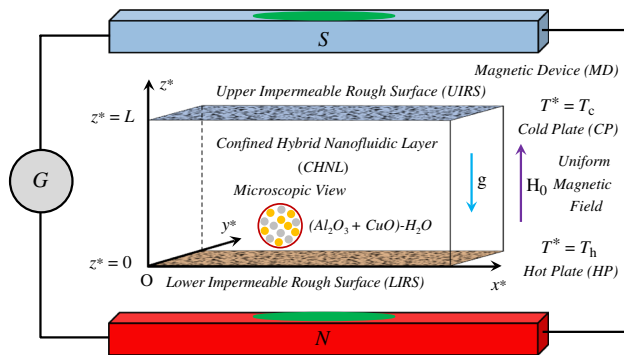 S
Magnetic Device (MD)
z*
Upper Impermeable Rough Surface (UIRS)
T* = Tc
z* = L
Cold Plate (CP)
Confined Hybrid Nanofluidic Layer
(CHNL)
Uniform
Magnetic
Field
G
g
H0
Microscopic View
y*
(Al2O3 + CuO)-H2O
T* = Th
Hot Plate (HP)
z* = 0
O
Lower Impermeable Rough Surface (LIRS)
x*
N